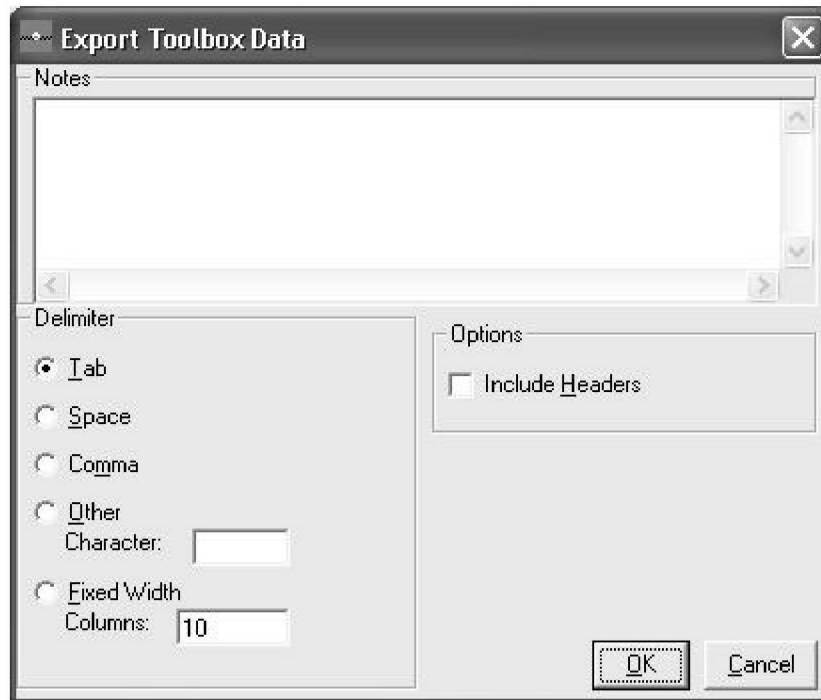 Export Toolbox Data
Notes
Delimiter
Tab
Space
Comma
Other
Character:
Fixed Width
Columns: 10
Options
Include Headers
OK Cancel